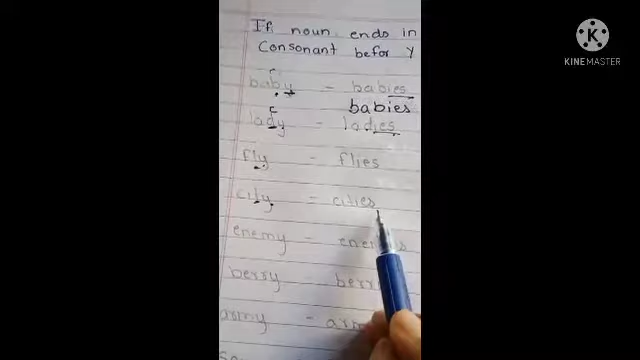 If noun ends in
Consonant befor Y
c
baby = babies
babies
c
lady - ladies
fly - flies
city = cities
enemy -
berry -
army -
KINEMASTER